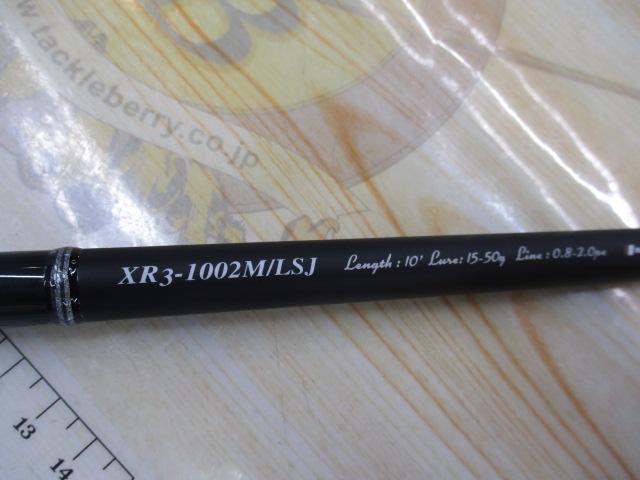 www.tackleberry.co.jp
B
XR3-1002M/LSJ Length : 10' Lure: 15-50g Line : 0.8-2.0pe
13
14